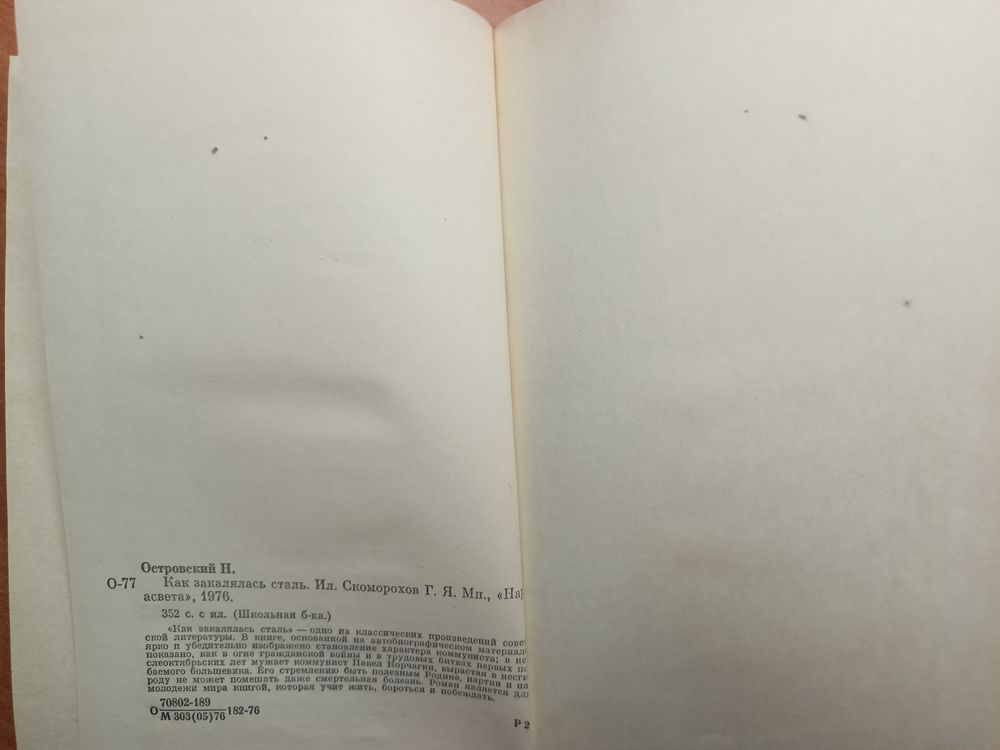 Островский Н.
О-77 Как закалялась сталь. Ил. Скоморохов Г. Я. Мн., «На
асвета», 1976.
352 с. с ил. (Школьная б-ка.)
«Как закалялась сталь» — одно из классических произведений сове
ской литературы. В книге, основанной на автобиографическом материал
ярко и убедительно изображено становление характера коммуниста; в не
показано, как в огне гражданской войны и в трудовых битвах первых по
слеоктябрьских лет мужает коммунист Павел Корчагин, вырастая в несги
баемого большевика. Его стремлению быть полезным Родине, партии и на
роду не может помешать даже смертельная болезнь. Роман является для
молодежи мира книгой, которая учит жить, бороться и побеждать.
70802-189
О 182-76
М 303(05)76
Р 2